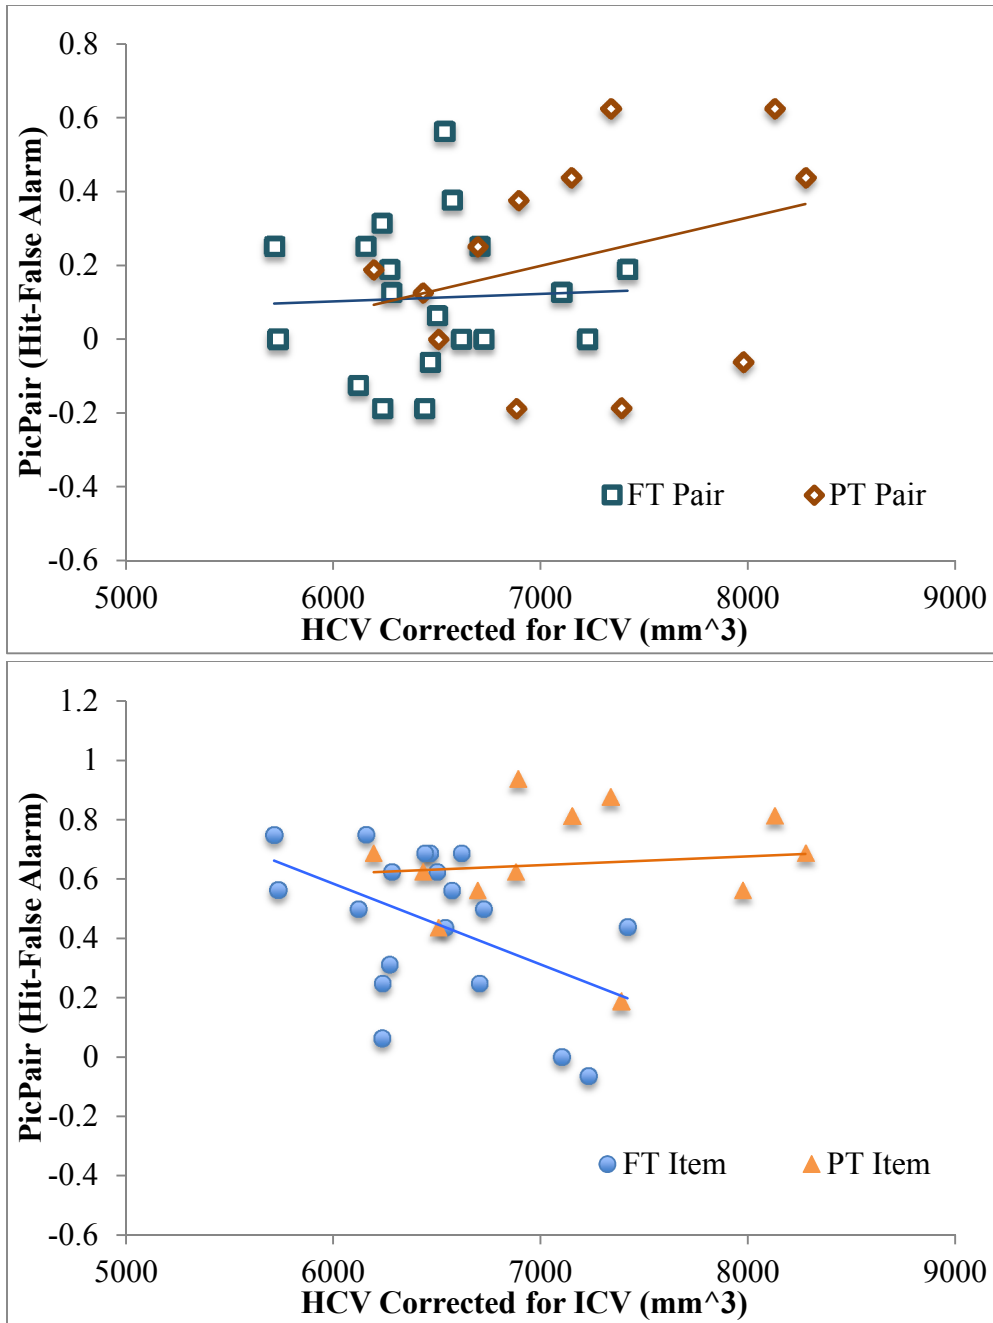 0.8
0.6
0.4
0.2
0
-0.2
-0.4
-0.6
PicPair (Hit-False Alarm)
FT Pair PT Pair
5000 6000 7000 8000 9000
HCV Corrected for ICV (mm^3)
1.2
1
0.8
0.6
0.4
0.2
0
-0.2
-0.4
-0.6
PicPair (Hit-False Alarm)
FT Item PT Item
5000 6000 7000 8000 9000
HCV Corrected for ICV (mm^3)